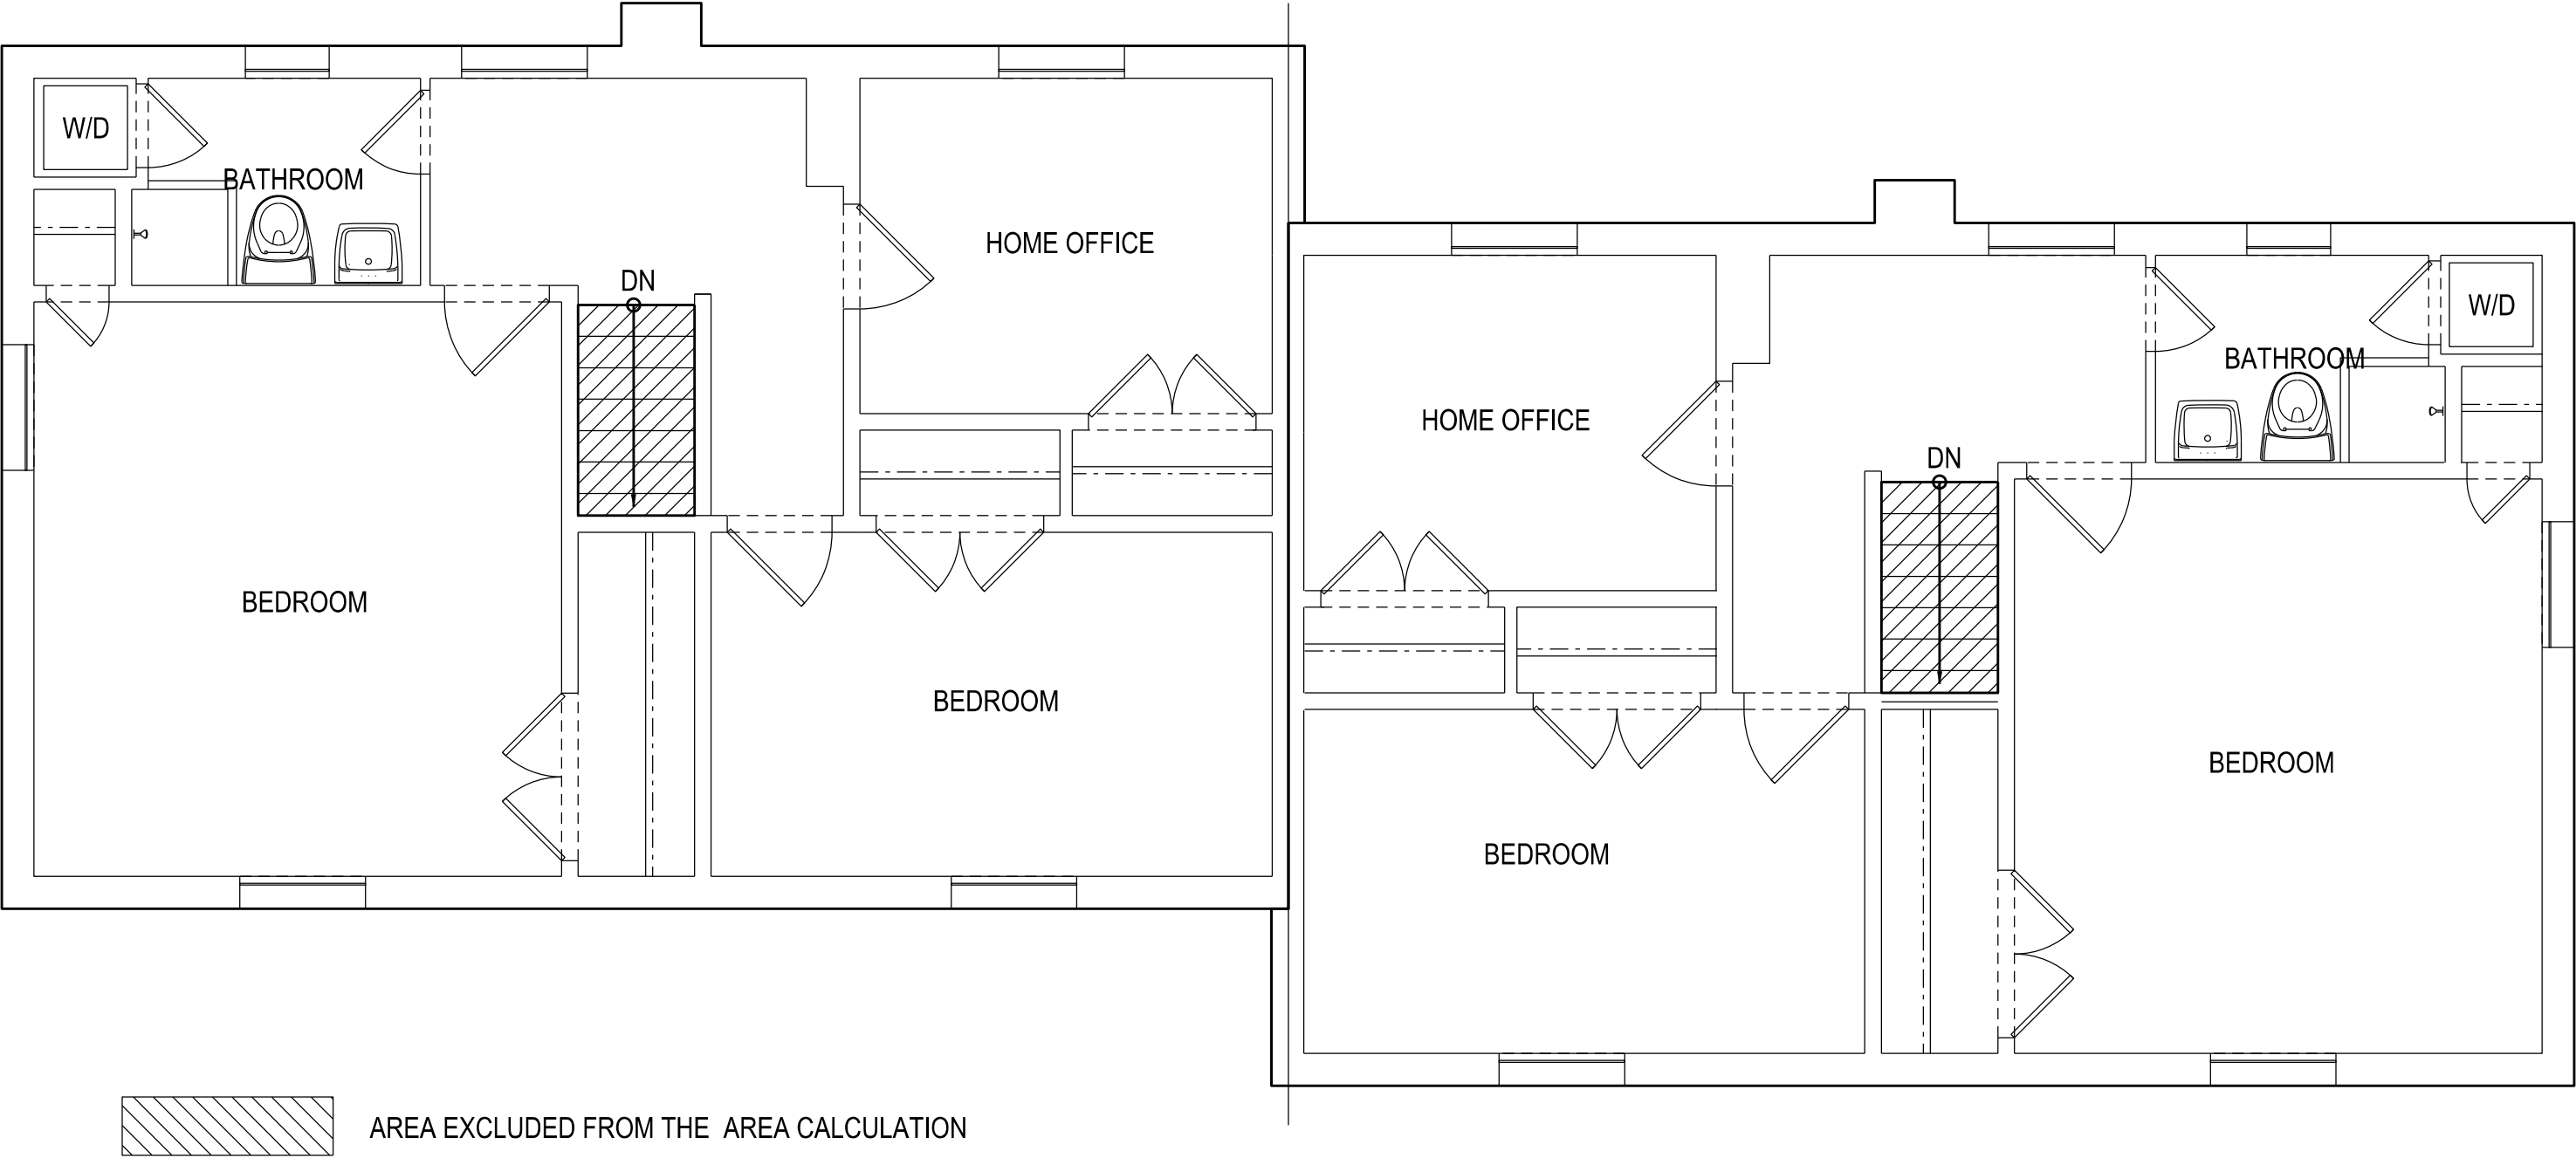 W/D
BATHROOM
HOME OFFICE
DN
BEDROOM
BEDROOM
W/D
BATHROOM
HOME OFFICE
DN
BEDROOM
BEDROOM
AREA EXCLUDED FROM THE  AREA CALCULATION